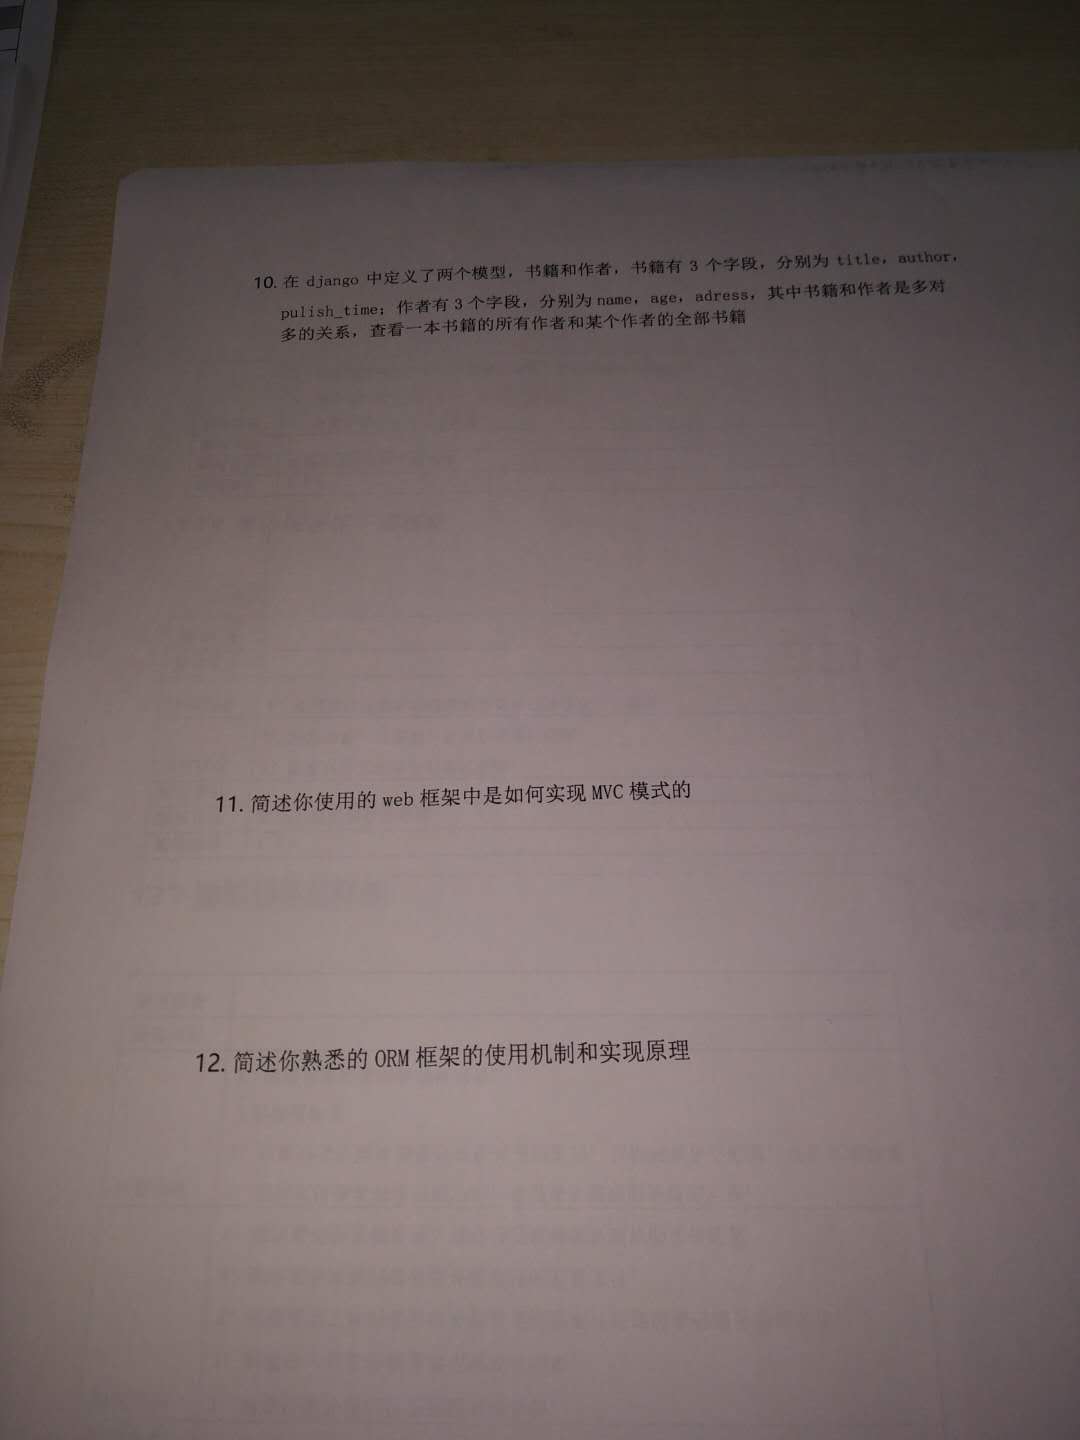 10. 在 django 中定义了两个模型，书籍和作者，书籍有 3 个字段，分别为 title，author，
pulish_time；作者有 3 个字段，分别为 name，age，adress，其中书籍和作者是多对
多的关系，查看一本书籍的所有作者和某个作者的全部书籍
11. 简述你使用的 web 框架中是如何实现 MVC 模式的
12. 简述你熟悉的 ORM 框架的使用机制和实现原理